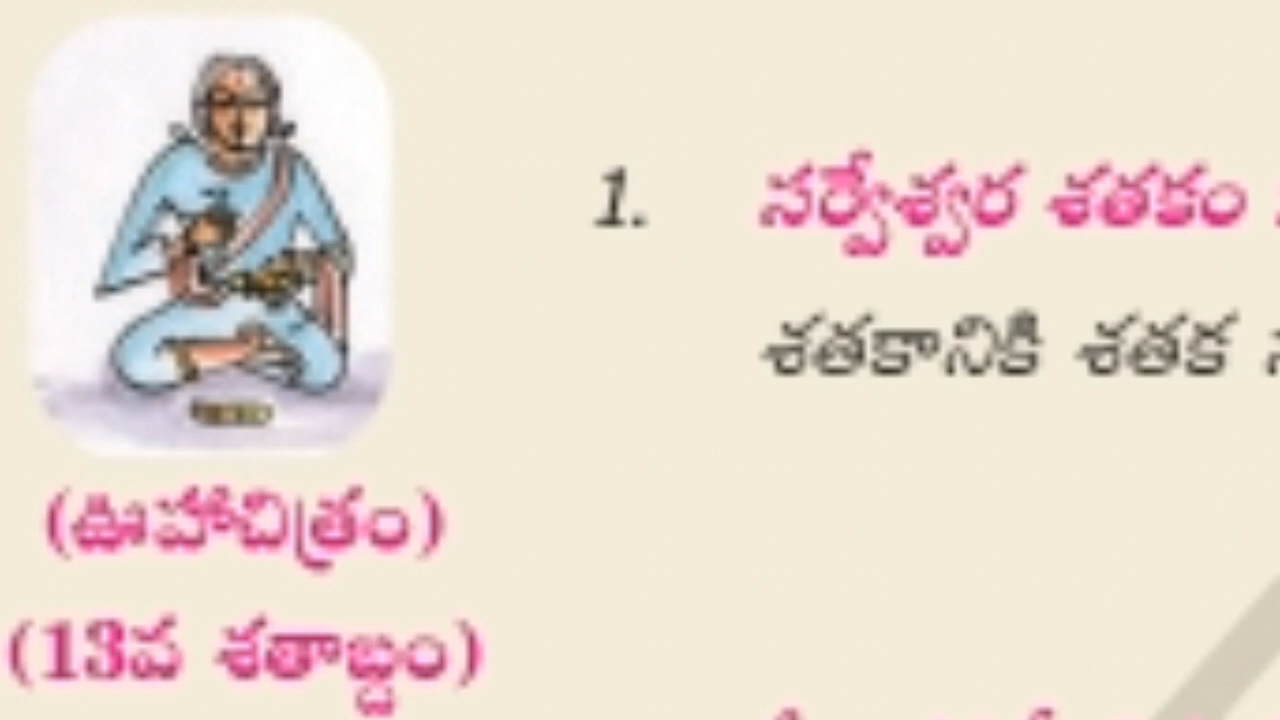 1. సర్వేశ్వర శతకం
శతకానికి శతక
(ఊహాచిత్రం)
(13వ శతాబ్దం)